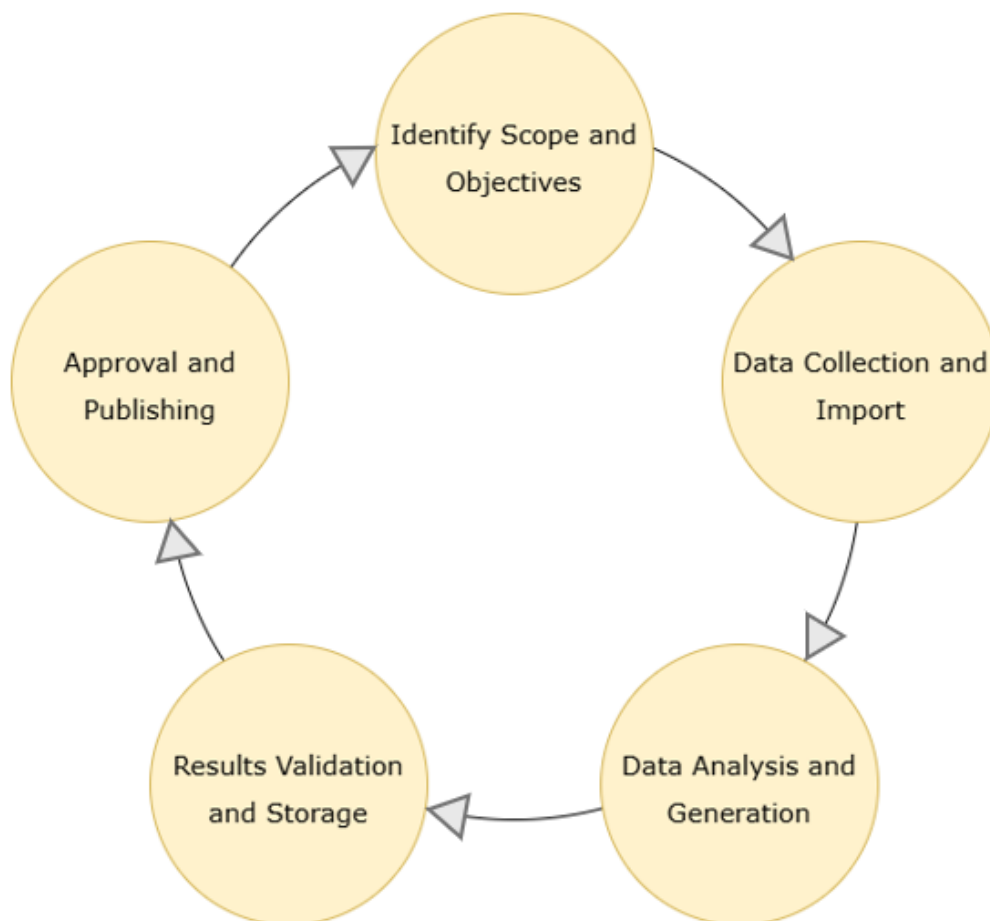 Identify Scope and
Objectives
Data Collection and
Import
Data Analysis and
Generation
Results Validation
and Storage
Approval and
Publishing